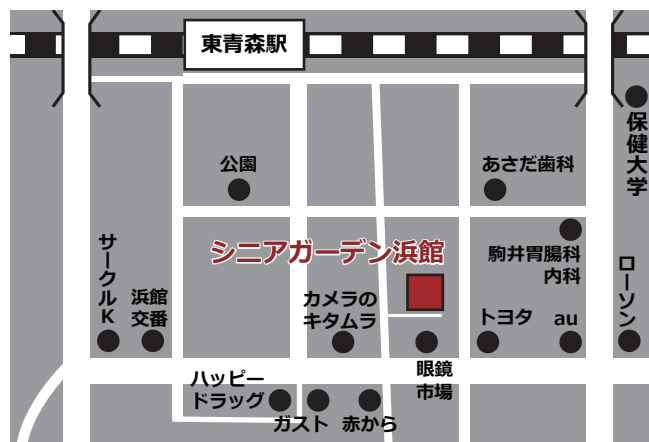 東青森駅
保健大学
公園
あさだ歯科
シニアガーデン浜館
駒井胃腸科
内科
サークルK
浜館
交番
カメラの
キタムラ
トヨタ
au
ローソン
眼鏡
市場
ハッピー
ドラッグ
ガスト
赤から